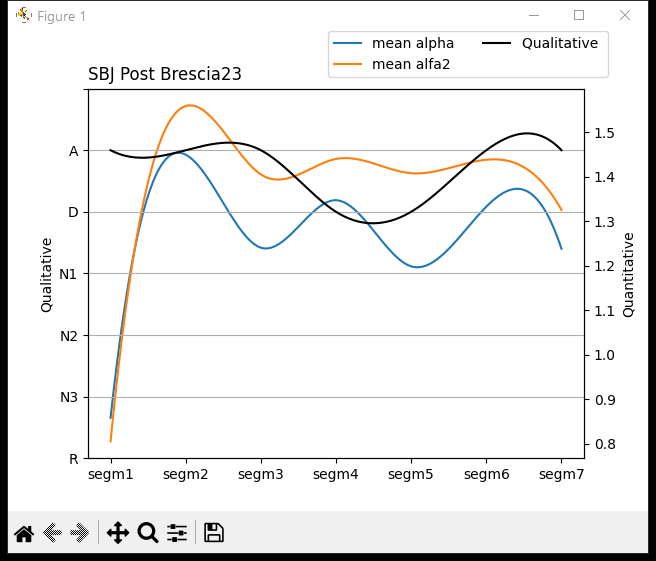 Figure 1
mean alpha
mean alfa2
Qualitative
SBJ Post Brescia23
A
D
N1
N2
N3
R
Qualitative
1.5
1.4
1.3
1.2
1.1
1.0
0.9
0.8
Quantitative
segm1 segm2 segm3 segm4 segm5 segm6 segm7